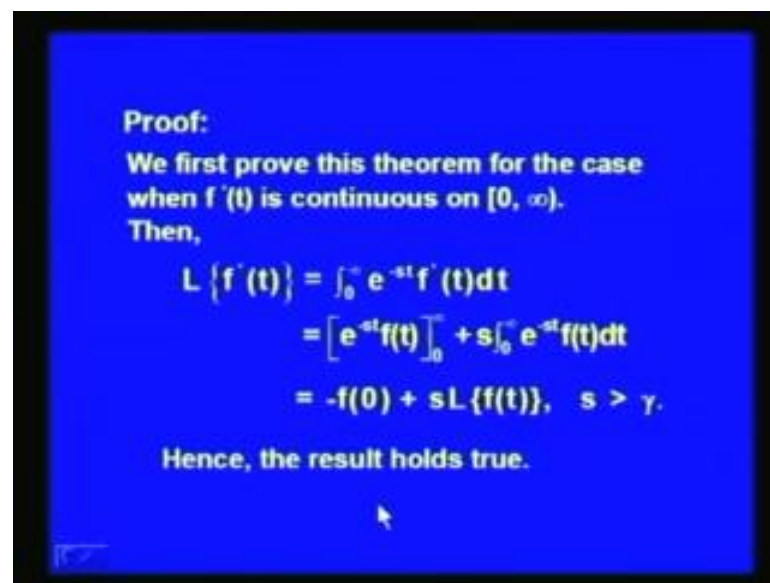 Proof:
We first prove this theorem for the case
when f '(t) is continuous on [0, ∞).
Then,
L {f '(t)} = ∫₀^∞ e^-st f '(t)dt
= [e^-st f(t)]₀^∞ + s∫₀^∞ e^-st f(t)dt
= -f(0) + sL{f(t)}, s > γ.
Hence, the result holds true.